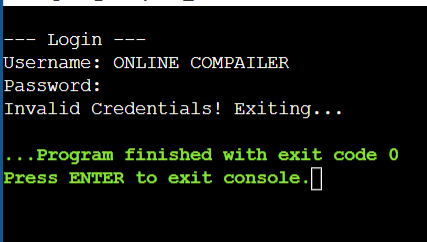 --- Login ---
Username: ONLINE COMPAILER
Password:
Invalid Credentials! Exiting...
...Program finished with exit code 0
Press ENTER to exit console.